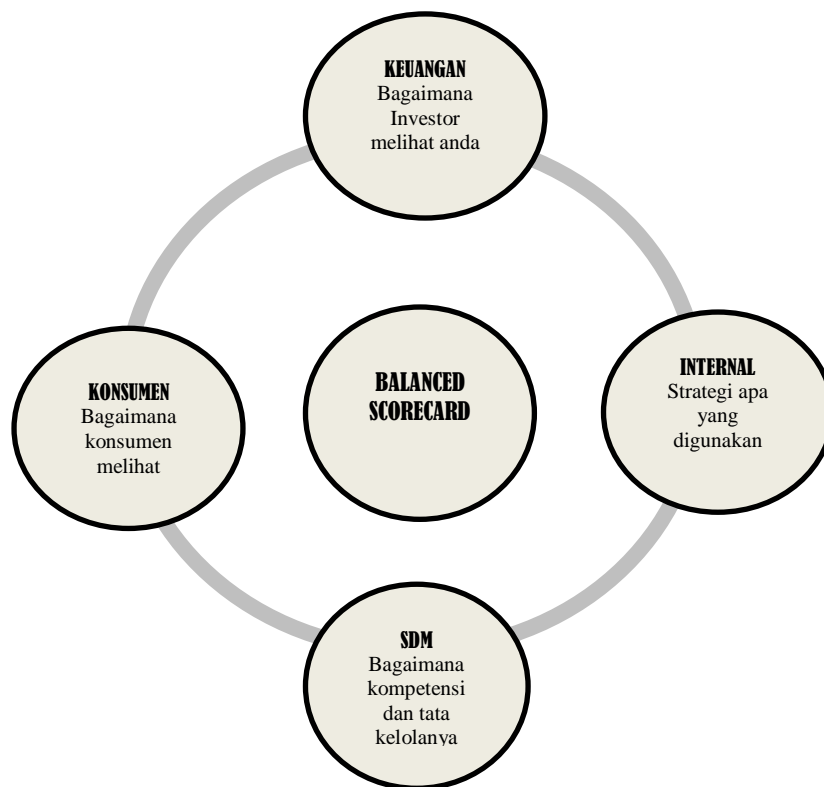 KEUANGAN
Bagaimana
Investor
melihat anda
KONSUMEN
Bagaimana
konsumen
melihat
BALANCED
SCORECARD
INTERNAL
Strategi apa
yang
digunakan
SDM
Bagaimana
kompetensi
dan tata
kelolanya